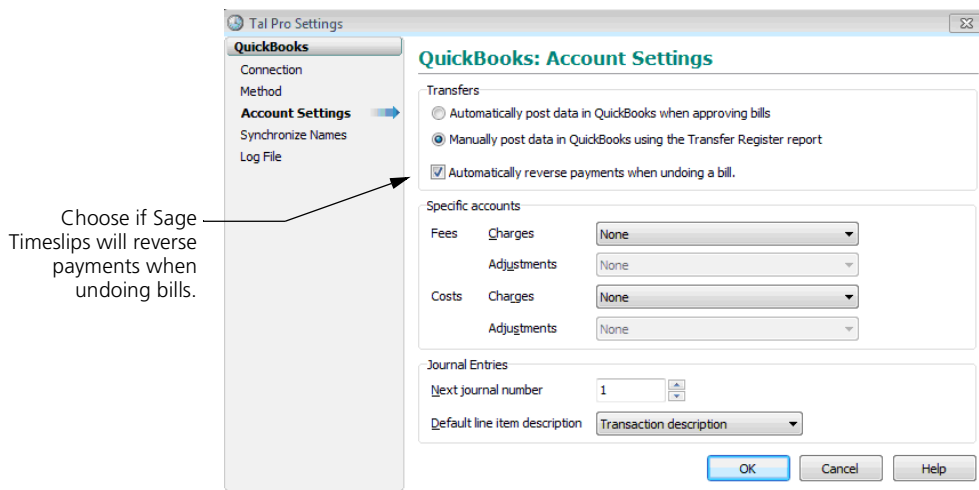 Tal Pro Settings
QuickBooks
Connection
Method
Account Settings
Synchronize Names
Log File
Choose if Sage
Timeslips will reverse
payments when
undoing bills.
QuickBooks: Account Settings
Transfers
Automatically post data in QuickBooks when approving bills
Manually post data in QuickBooks using the Transfer Register report
Automatically reverse payments when undoing a bill.
Specific accounts
Fees Charges None
Adjustments None
Costs Charges None
Adjustments None
Journal Entries
Next journal number 1
Default line item description Transaction description
OK Cancel Help